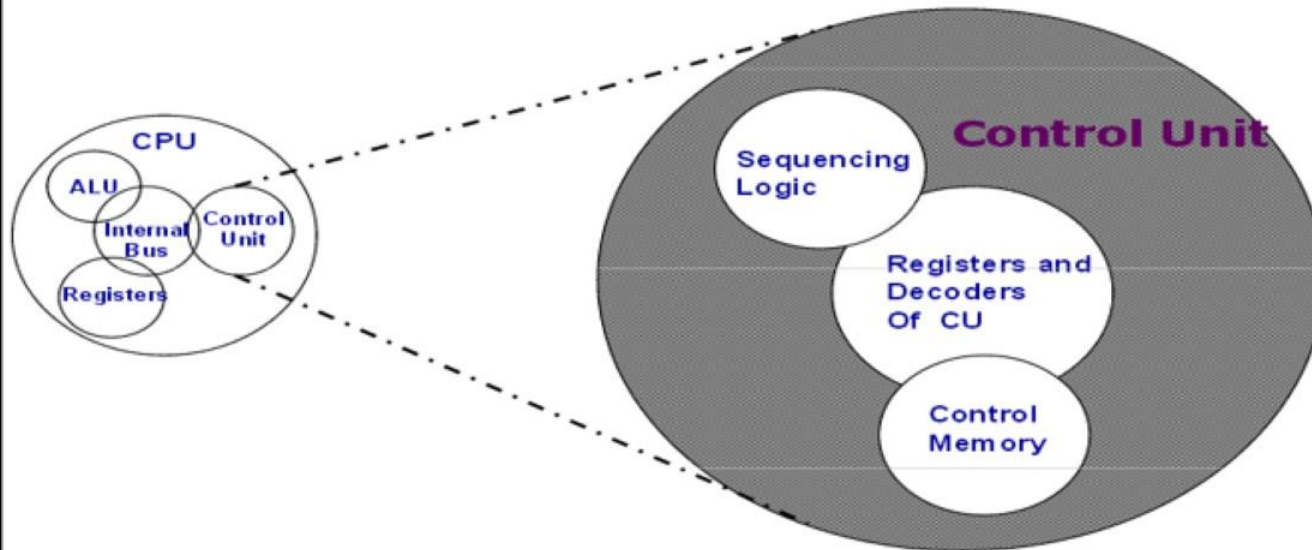 CPU
ALU
Internal
Bus
Control
Unit
Registers
Control Unit
Sequencing
Logic
Registers and
Decoders
Of CU
Control
Memory